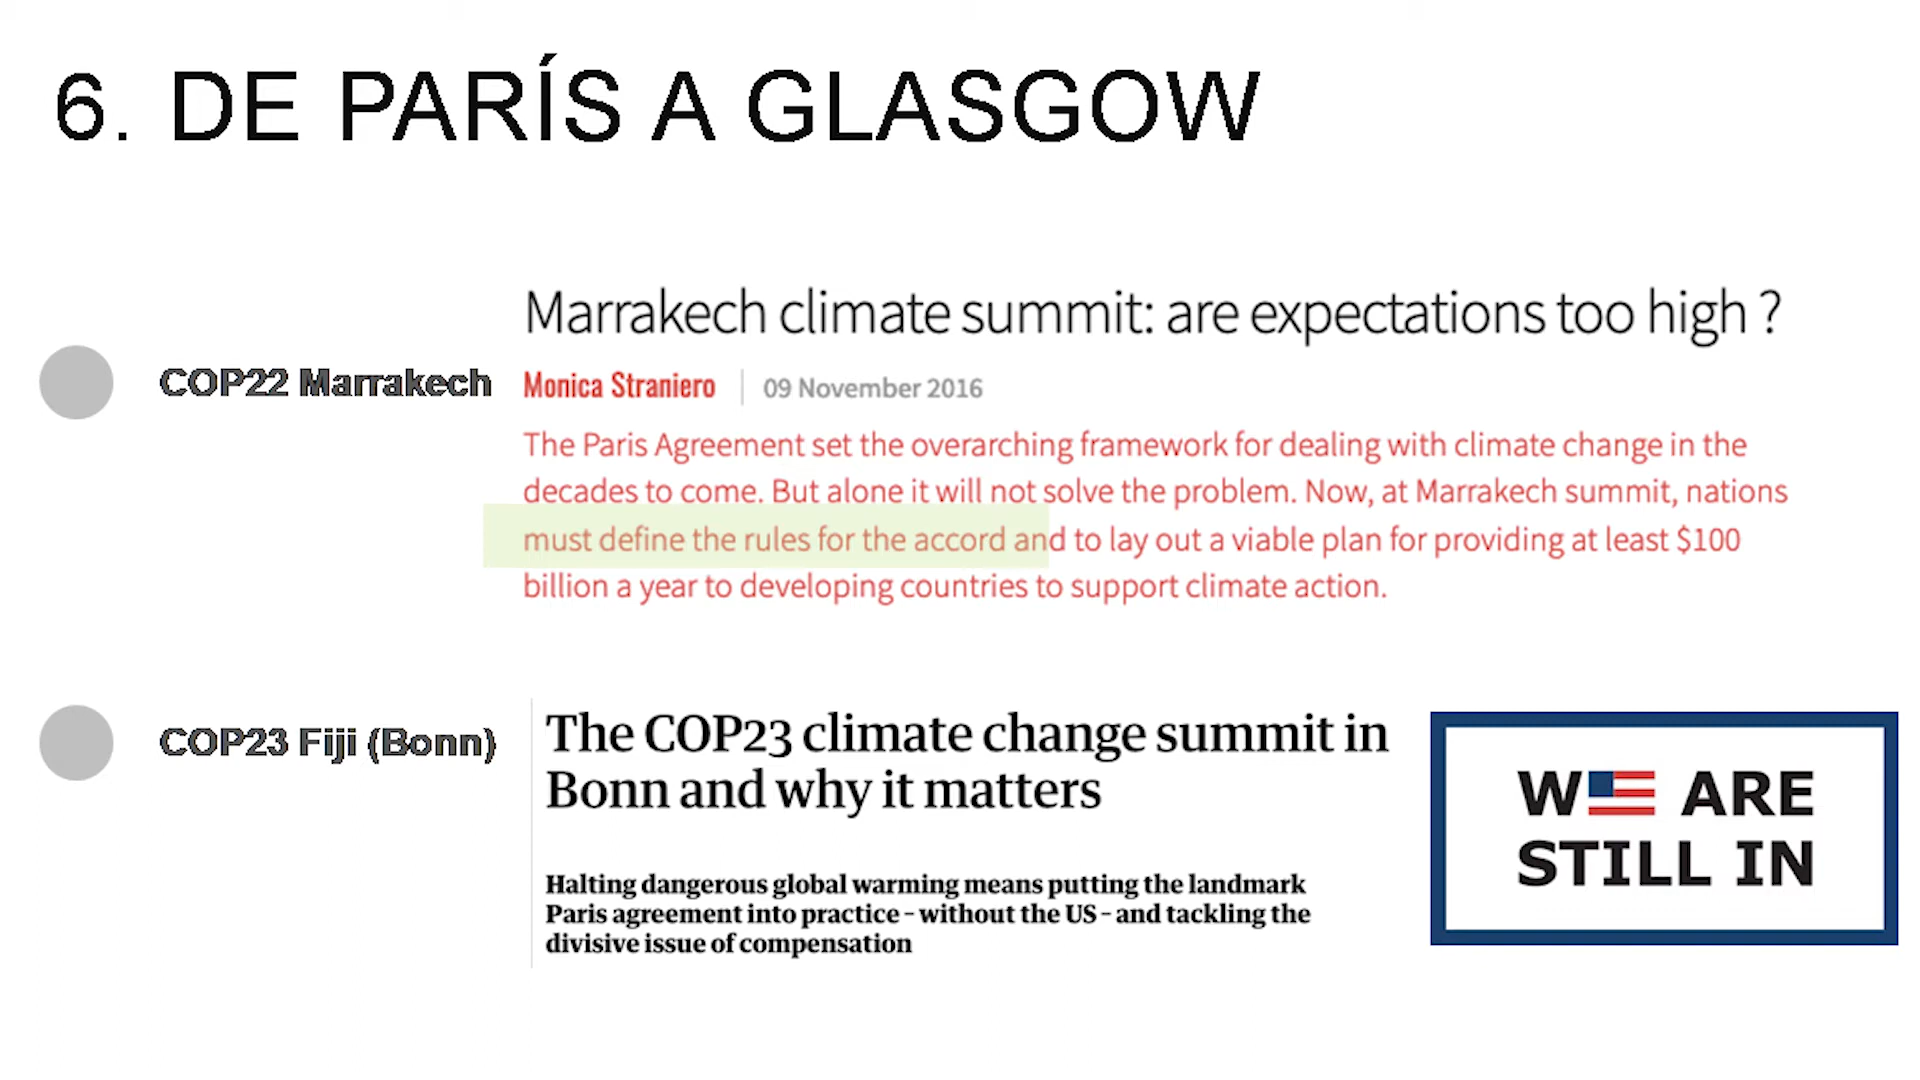 6. DE PARÍS A GLASGOW
Marrakech climate summit: are expectations too high ?
COP22 Marrakech
Monica Straniero
09 November 2016
The Paris Agreement set the overarching framework for dealing with climate change in the
decades to come. But alone it will not solve the problem. Now, at Marrakech summit, nations
must define the rules for the accord and to lay out a viable plan for providing at least $100
billion a year to developing countries to support climate action.
COP23 Fiji (Bonn)
The COP23 climate change summit in
Bonn and why it matters
Halting dangerous global warming means putting the landmark
Paris agreement into practice – without the US – and tackling the
divisive issue of compensation
WE ARE
STILL IN